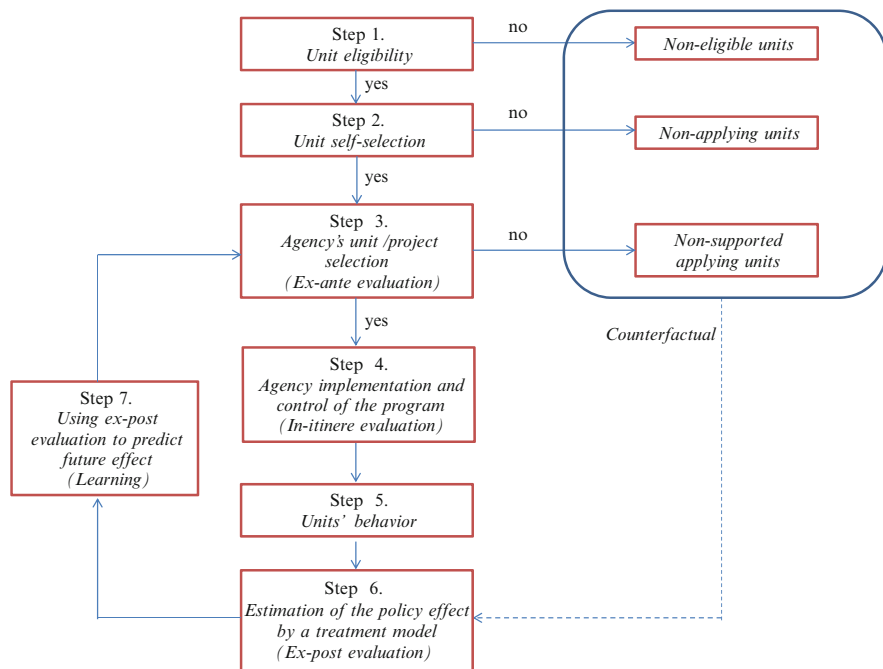 Step 1.
Unit eligibility
no
Non-eligible units
yes
Step 2.
Unit self-selection
no
Non-applying units
yes
Step 3.
Agency's unit /project
selection
(Ex-ante evaluation)
no
Non-supported
applying units
yes
Counterfactual
Step 4.
Agency implementation and
control of the program
(In-itinere evaluation)
Step 7.
Using ex-post
evaluation to predict
future effect
(Learning)
Step 5.
Units' behavior
Step 6.
Estimation of the policy effect
by a treatment model
(Ex-post evaluation)